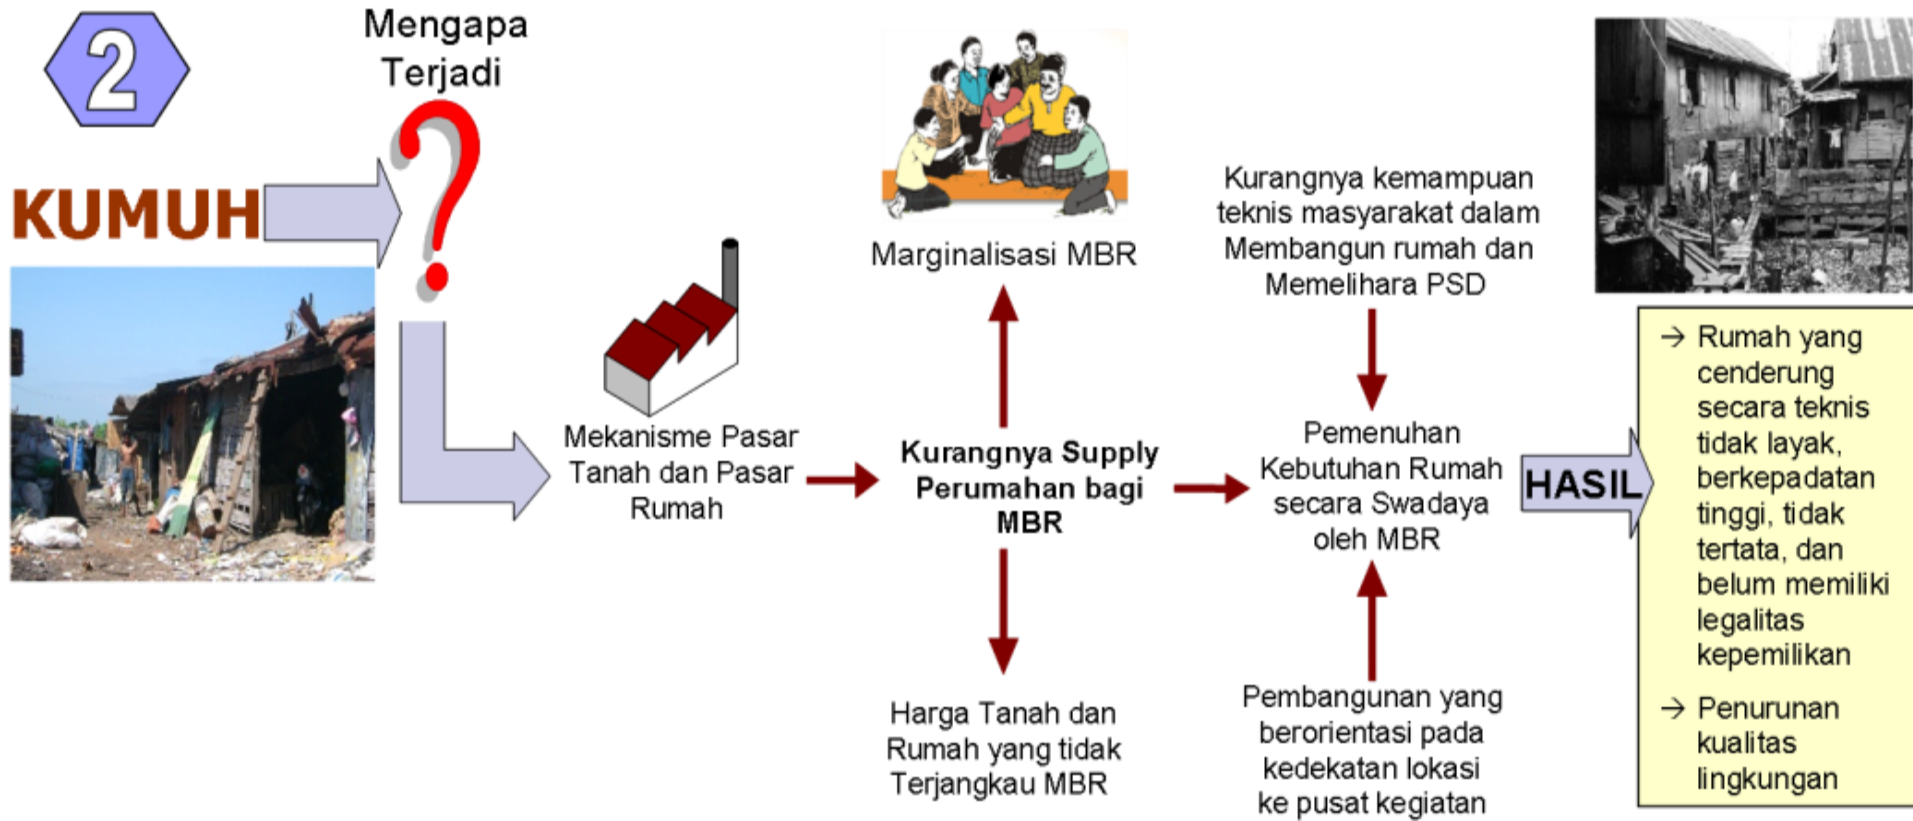 2
Mengapa
Terjadi
?
KUMUH
Mekanisme Pasar
Tanah dan Pasar
Rumah
Marginalisasi MBR
Kurangnya Supply
Perumahan bagi
MBR
Harga Tanah dan
Rumah yang tidak
Terjangkau MBR
Kurangnya kemampuan
teknis masyarakat dalam
Membangun rumah dan
Memelihara PSD
Pemenuhan
Kebutuhan Rumah
secara Swadaya
oleh MBR
Pembangunan yang
berorientasi pada
kedekatan lokasi
ke pusat kegiatan
HASIL
→ Rumah yang
cenderung
secara teknis
tidak layak,
berkepadatan
tinggi, tidak
tertata, dan
belum memiliki
legalitas
kepemilikan
→ Penurunan
kualitas
lingkungan